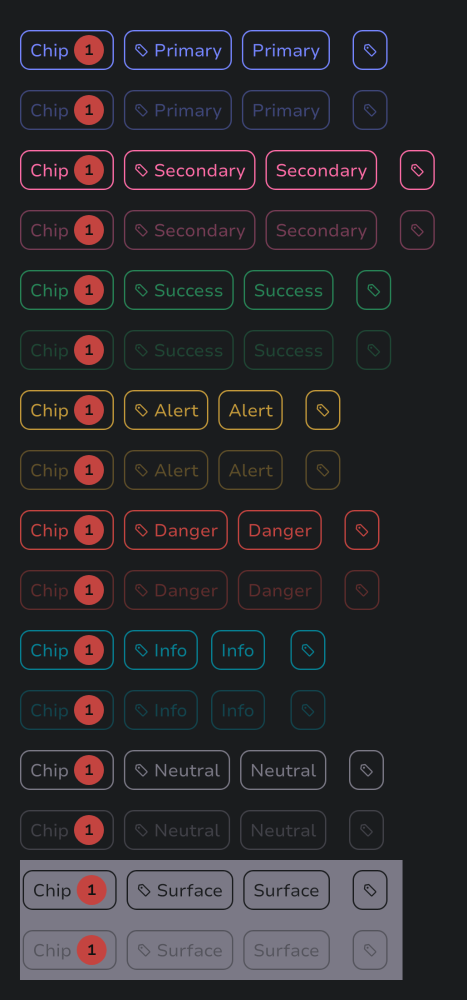 Chip 1 Primary Primary
Chip 1 Primary Primary
Chip 1 Secondary Secondary
Chip 1 Secondary Secondary
Chip 1 Success Success
Chip 1 Success Success
Chip 1 Alert Alert
Chip 1 Alert Alert
Chip 1 Danger Danger
Chip 1 Danger Danger
Chip 1 Info Info
Chip 1 Info Info
Chip 1 Neutral Neutral
Chip 1 Neutral Neutral
Chip 1 Surface Surface
Chip 1 Surface Surface